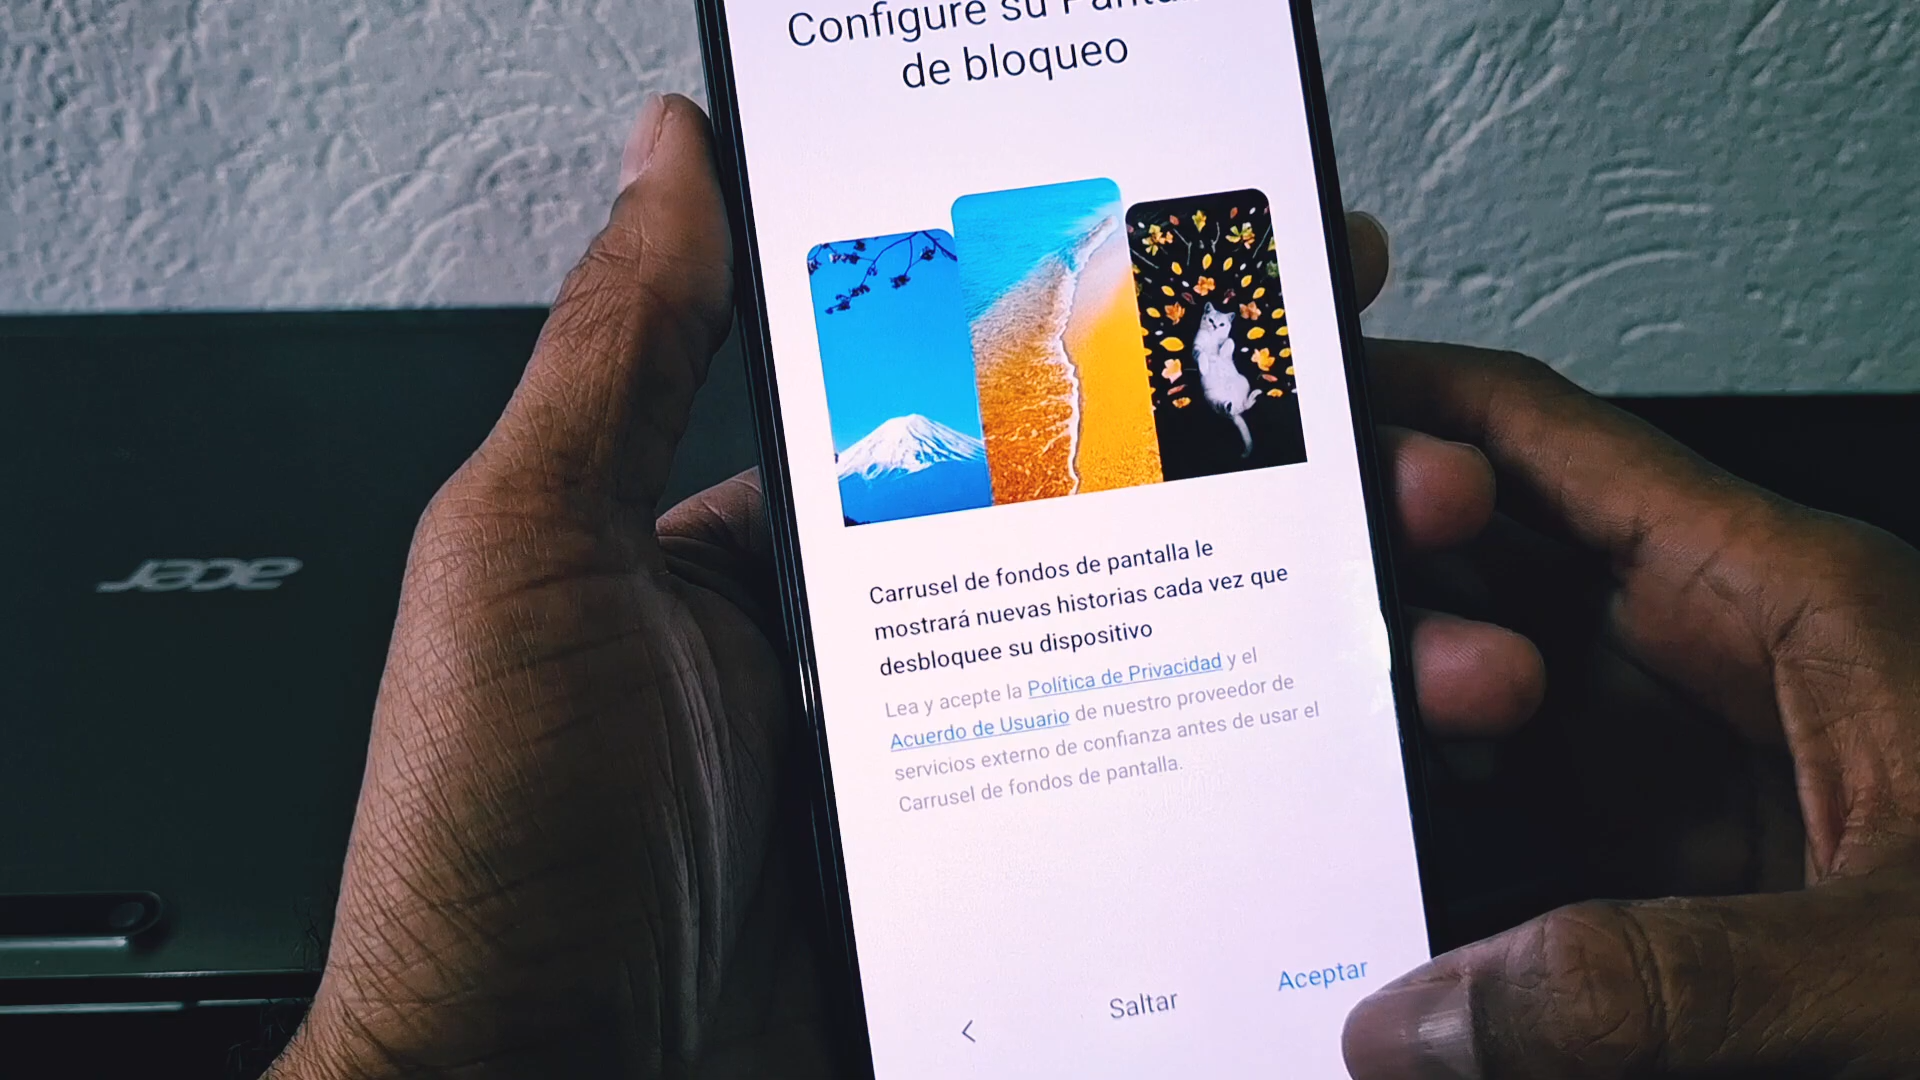 Configure su Pantalla
de bloqueo
Carrusel de fondos de pantalla le
mostrará nuevas historias cada vez que
desbloquee su dispositivo
Lea y acepte la Política de Privacidad y el
Acuerdo de Usuario de nuestro proveedor de
servicios externo de confianza antes de usar el
Carrusel de fondos de pantalla.
Saltar
Aceptar
acer